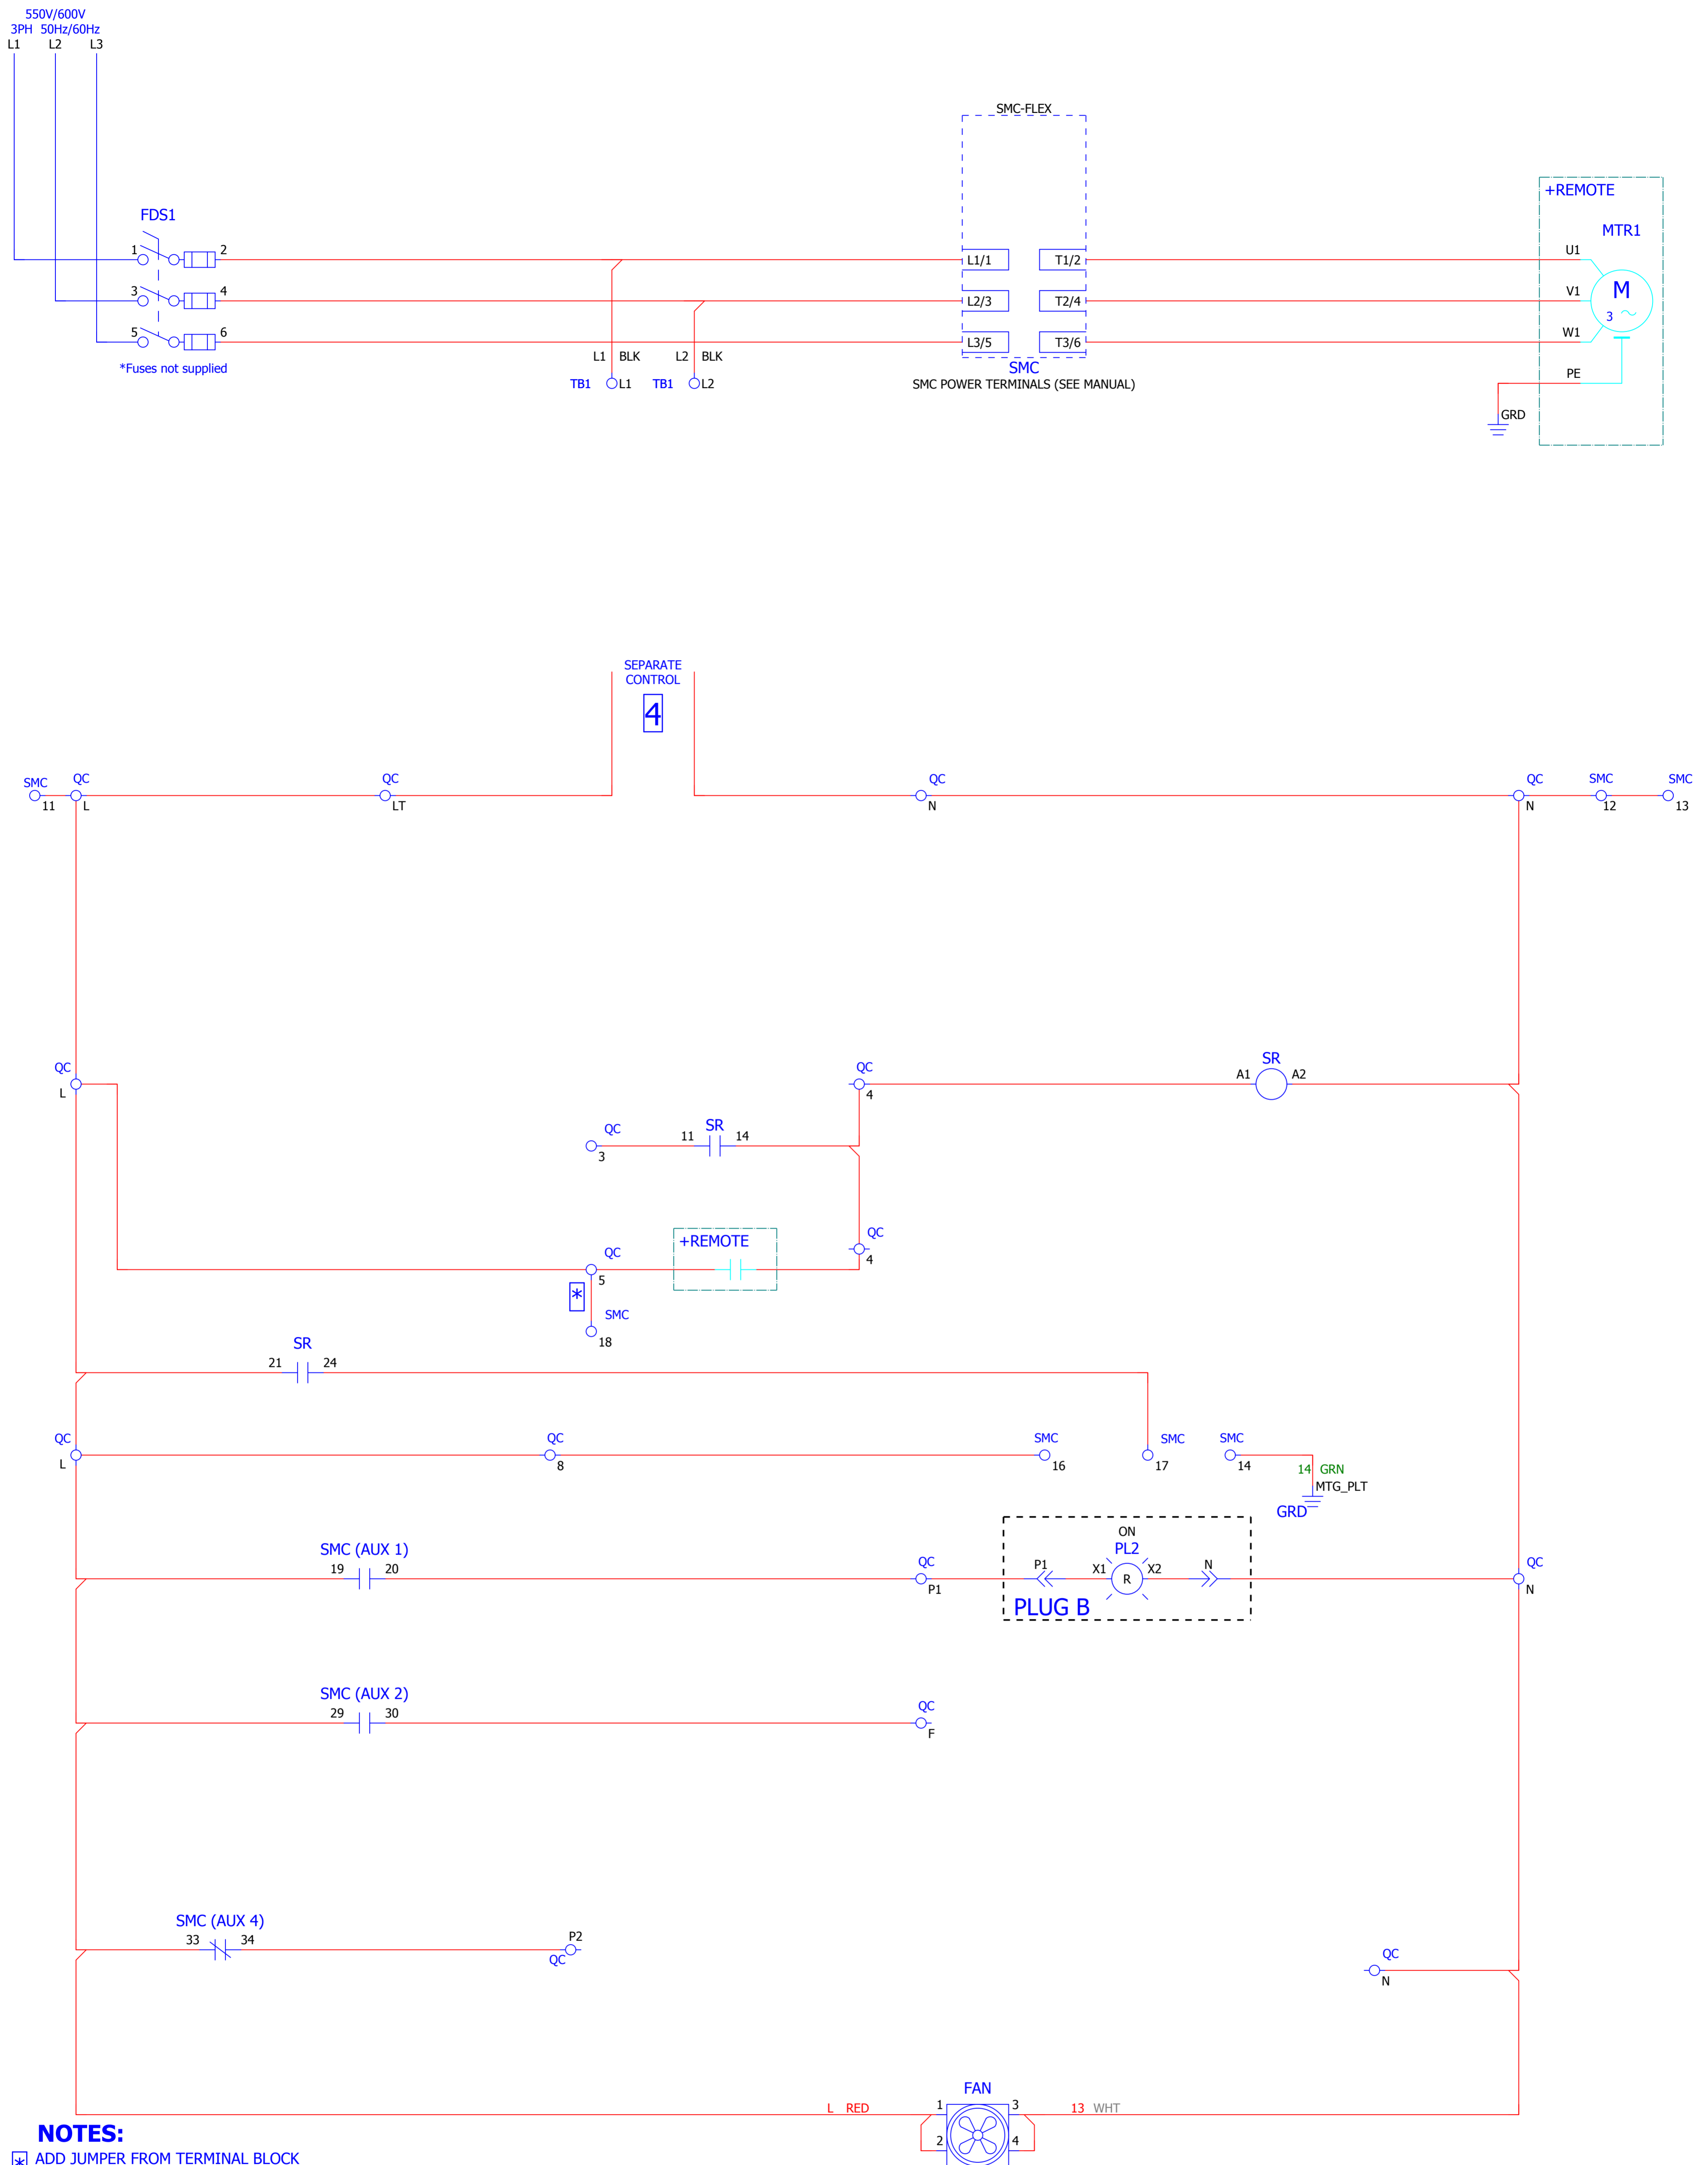 550V/600V
3PH 50Hz/60Hz
L1 L2 L3
SMC-FLEX
+REMOTE
MTR1
FDS1
1 2
3 4
5 6
*Fuses not supplied
L1/1 T1/2
L2/3 T2/4
L3/5 T3/6
SMC
SMC POWER TERMINALS (SEE MANUAL)
U1
V1
W1
M
3
PE
GRD
L1 BLK L2 BLK
TB1 L1 TB1 L2
SEPARATE
CONTROL
4
SMC QC QC QC QC SMC SMC
11 L LT N N 12 13
QC QC SR
L 4 A1 A2
QC SR
3 11 14
QC +REMOTE QC
5 4
*
SMC
18
SR
21 24
QC QC SMC SMC SMC
L 8 16 17 14
14 GRN
MTG_PLT
GRD
SMC (AUX 1)
19 20
QC
P1
ON
PL2
P1 X1 R X2 N
PLUG B
QC
N
SMC (AUX 2)
29 30
QC
F
SMC (AUX 4)
33 34
P2
QC
QC
N
FAN
L RED 1 3 13 WHT
2 4
NOTES:
* ADD JUMPER FROM TERMINAL BLOCK